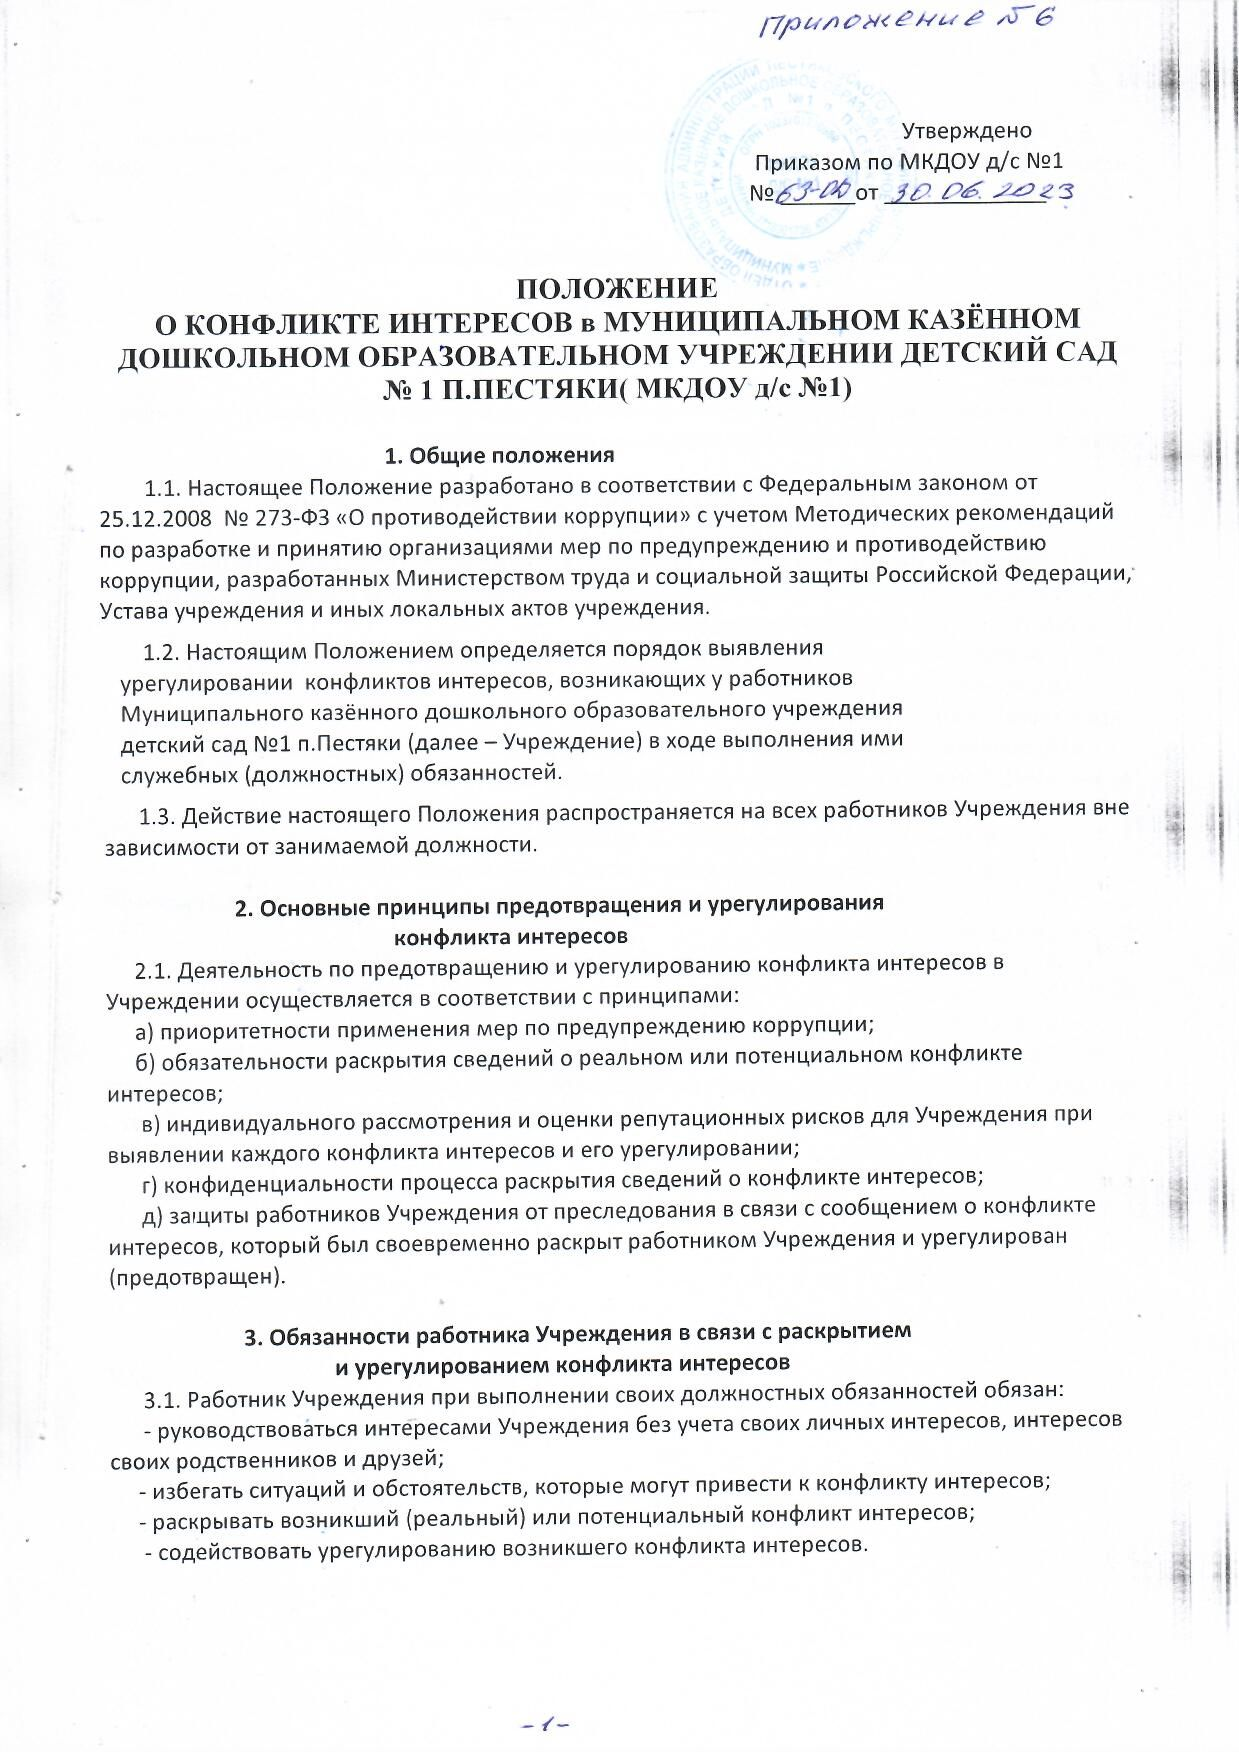 Приложение №6
Утверждено
Приказом по МКДОУ д/с №1
№ 63-ОД от 30.06.2023
ПОЛОЖЕНИЕ
О КОНФЛИКТЕ ИНТЕРЕСОВ в МУНИЦИПАЛЬНОМ КАЗЁННОМ
ДОШКОЛЬНОМ ОБРАЗОВАТЕЛЬНОМ УЧРЕЖДЕНИИ ДЕТСКИЙ САД
№ 1 П.ПЕСТЯКИ( МКДОУ д/с №1)
1. Общие положения
1.1. Настоящее Положение разработано в соответствии с Федеральным законом от
25.12.2008 № 273-ФЗ «О противодействии коррупции» с учетом Методических рекомендаций
по разработке и принятию организациями мер по предупреждению и противодействию
коррупции, разработанных Министерством труда и социальной защиты Российской Федерации,
Устава учреждения и иных локальных актов учреждения.
1.2. Настоящим Положением определяется порядок выявления
урегулировании конфликтов интересов, возникающих у работников
Муниципального казённого дошкольного образовательного учреждения
детский сад №1 п.Пестяки (далее – Учреждение) в ходе выполнения ими
служебных (должностных) обязанностей.
1.3. Действие настоящего Положения распространяется на всех работников Учреждения вне
зависимости от занимаемой должности.
2. Основные принципы предотвращения и урегулирования
конфликта интересов
2.1. Деятельность по предотвращению и урегулированию конфликта интересов в
Учреждении осуществляется в соответствии с принципами:
а) приоритетности применения мер по предупреждению коррупции;
б) обязательности раскрытия сведений о реальном или потенциальном конфликте
интересов;
в) индивидуального рассмотрения и оценки репутационных рисков для Учреждения при
выявлении каждого конфликта интересов и его урегулировании;
г) конфиденциальности процесса раскрытия сведений о конфликте интересов;
д) защиты работников Учреждения от преследования в связи с сообщением о конфликте
интересов, который был своевременно раскрыт работником Учреждения и урегулирован
(предотвращен).
3. Обязанности работника Учреждения в связи с раскрытием
и урегулированием конфликта интересов
3.1. Работник Учреждения при выполнении своих должностных обязанностей обязан:
- руководствоваться интересами Учреждения без учета своих личных интересов, интересов
своих родственников и друзей;
- избегать ситуаций и обстоятельств, которые могут привести к конфликту интересов;
- раскрывать возникший (реальный) или потенциальный конфликт интересов;
- содействовать урегулированию возникшего конфликта интересов.
-1-